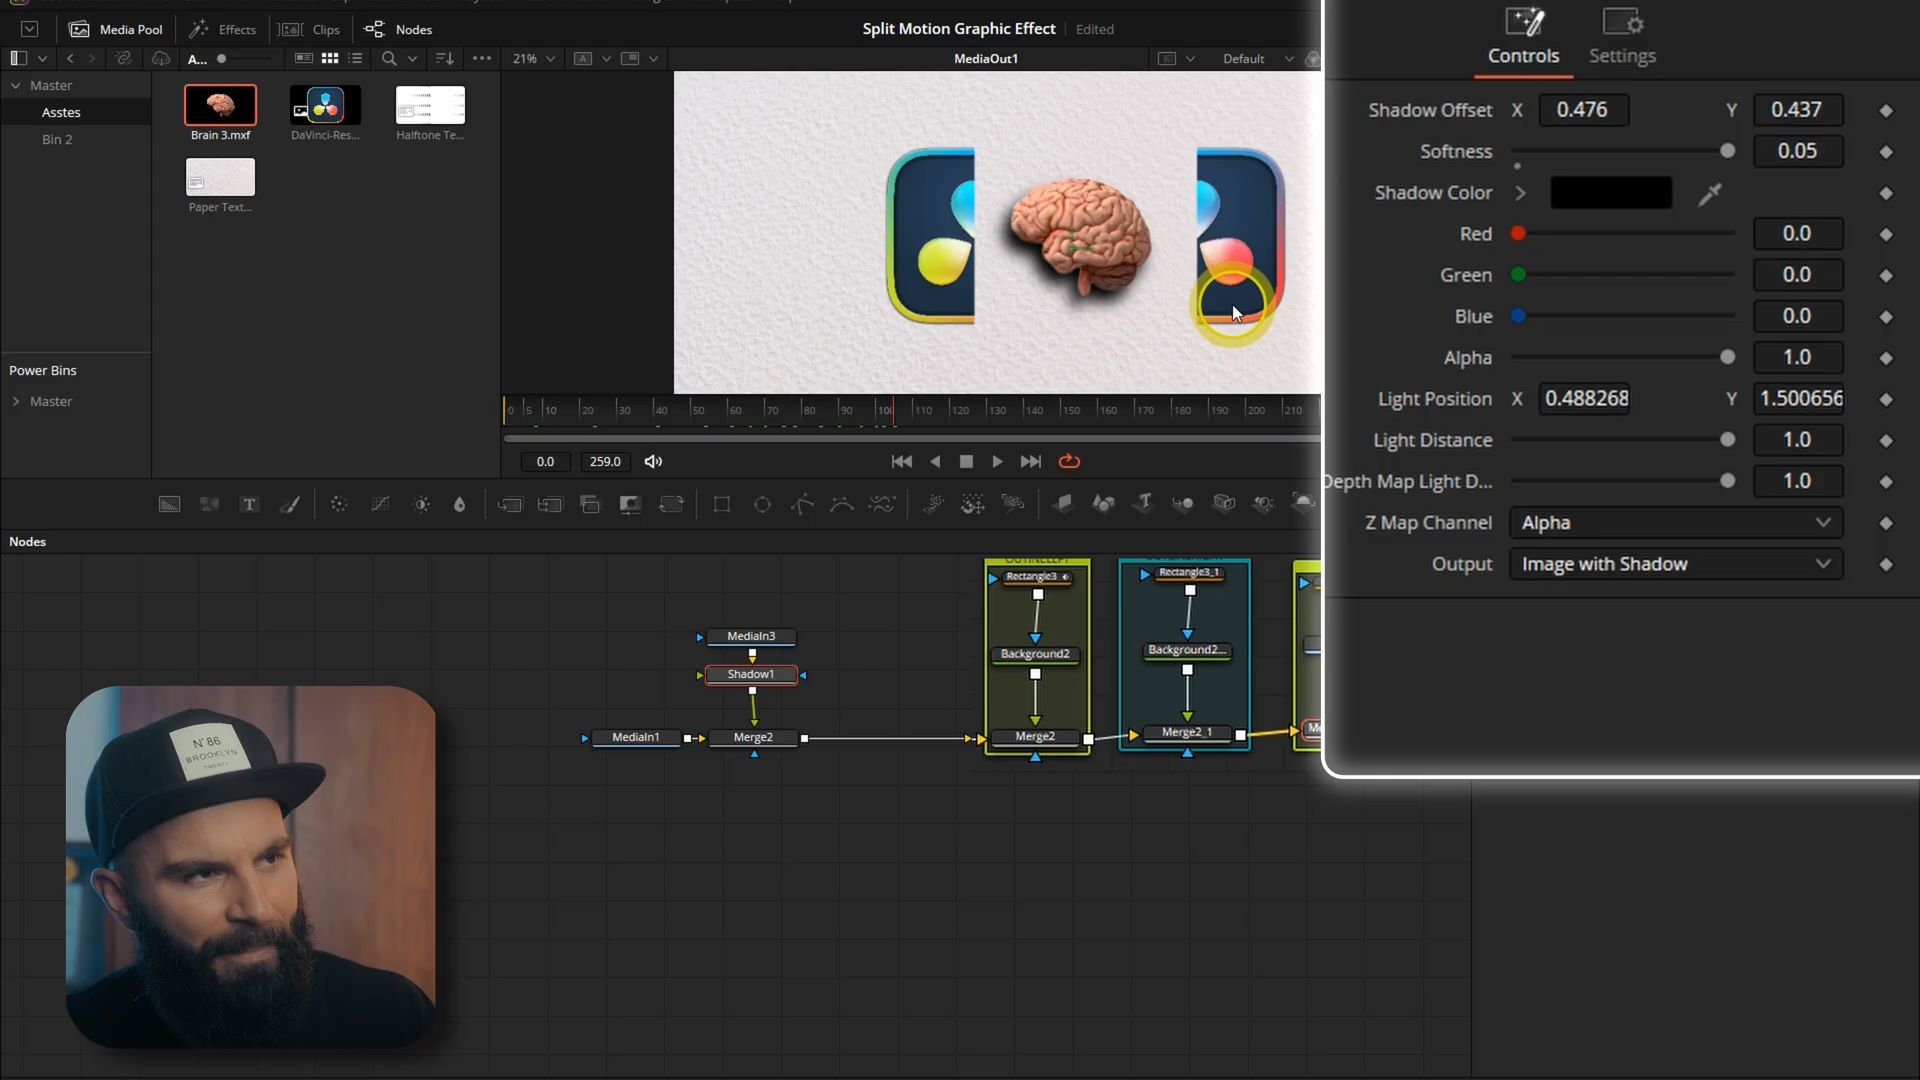 Media Pool
Effects
Clips
Nodes
Split Motion Graphic Effect
Edited
A...
21%
MediaOut1
Default
Master
Asstes
Bin 2
Brain 3.mxf
DaVinci-Res...
Halftone Te...
Paper Text...
Power Bins
Master
0 5 10 20 30 40 50 60 70 80 90 100 110 120 130 140 150 160 170 180 190 200 210
0.0
259.0
Controls
Settings
Shadow Offset X 0.476 Y 0.437
Softness 0.05
Shadow Color
Red 0.0
Green 0.0
Blue 0.0
Alpha 1.0
Light Position X 0.488268 Y 1.500656
Light Distance 1.0
Depth Map Light D... 1.0
Z Map Channel Alpha
Output Image with Shadow
Nodes
MediaIn3
Shadow1
MediaIn1
Merge2
Rectangle3
Background2
Merge2
Rectangle3_1
Background2...
Merge2_1
N°86
BROOKLYN